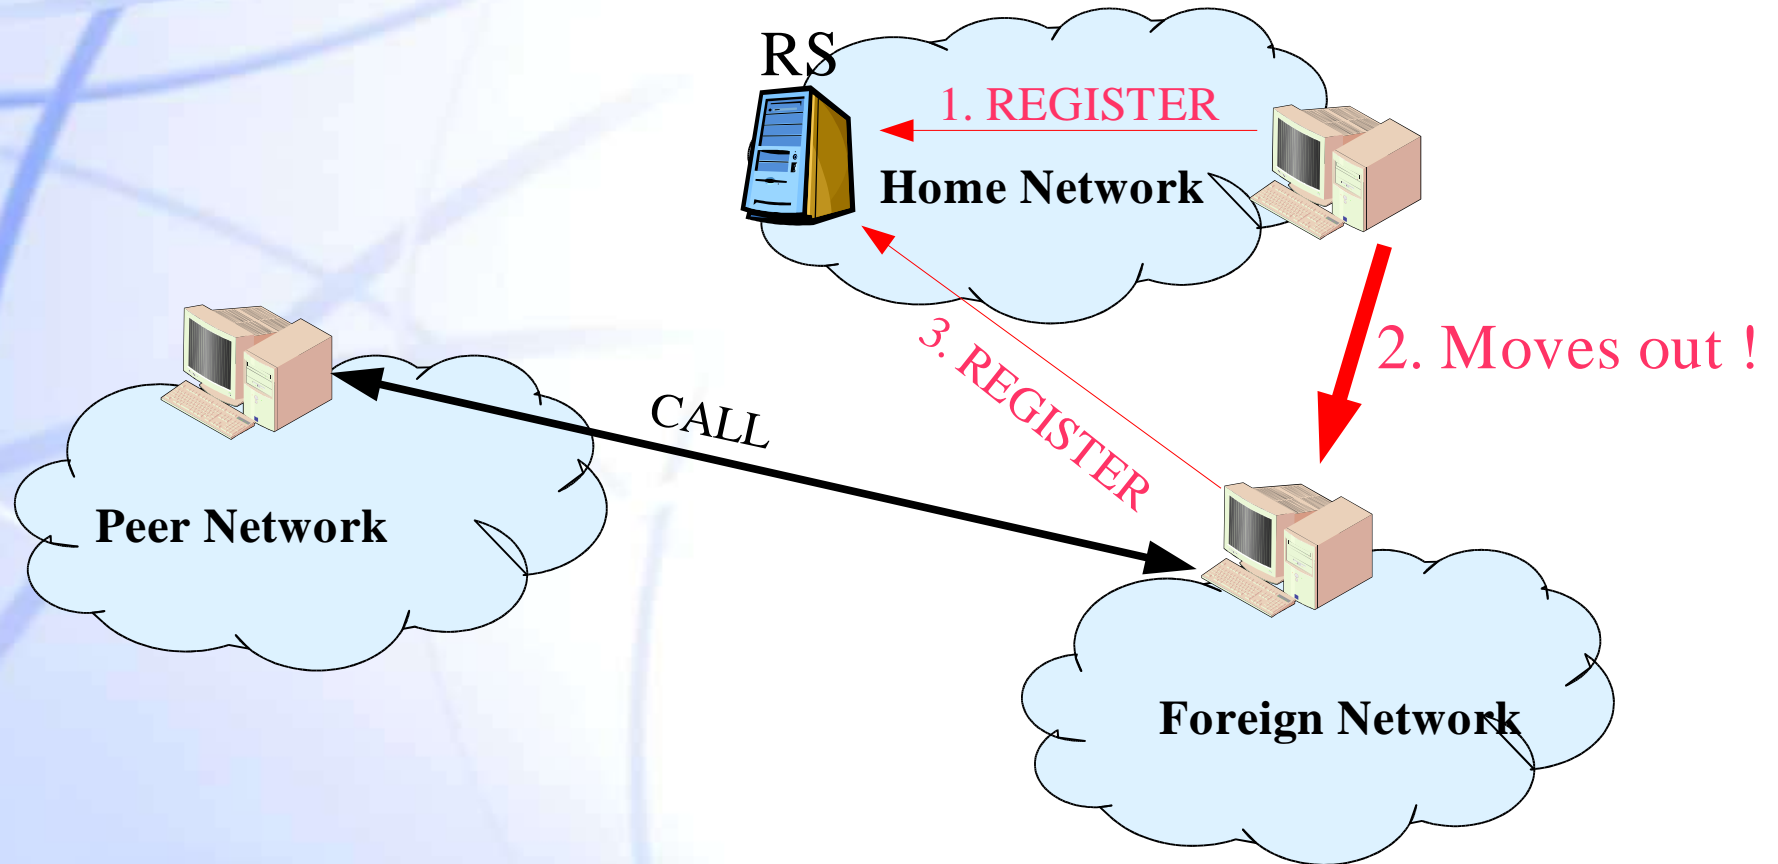 RS
1. REGISTER
Home Network
2. Moves out !
3. REGISTER
CALL
Peer Network
Foreign Network